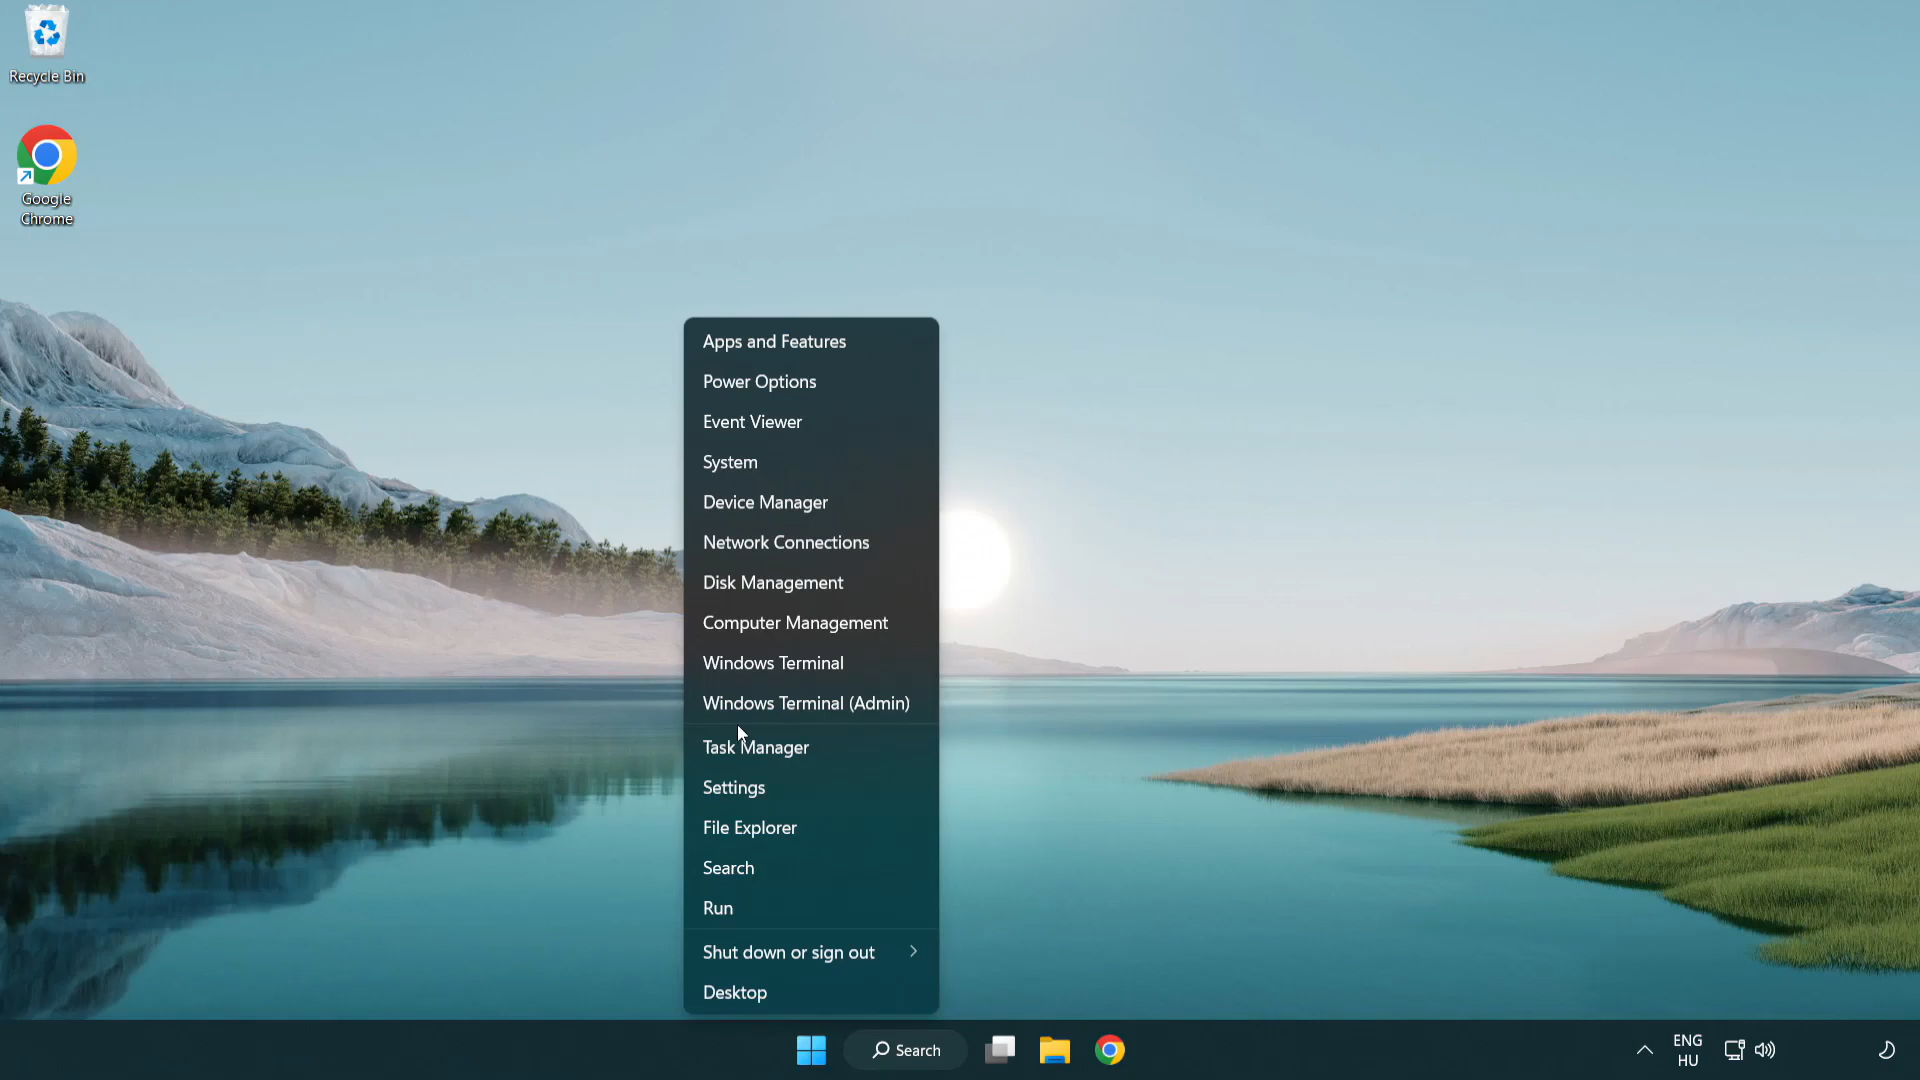 Recycle Bin
Google
Chrome
Apps and Features
Power Options
Event Viewer
System
Device Manager
Network Connections
Disk Management
Computer Management
Windows Terminal
Windows Terminal (Admin)
Task Manager
Settings
File Explorer
Search
Run
Shut down or sign out
Desktop
Search
ENG
HU